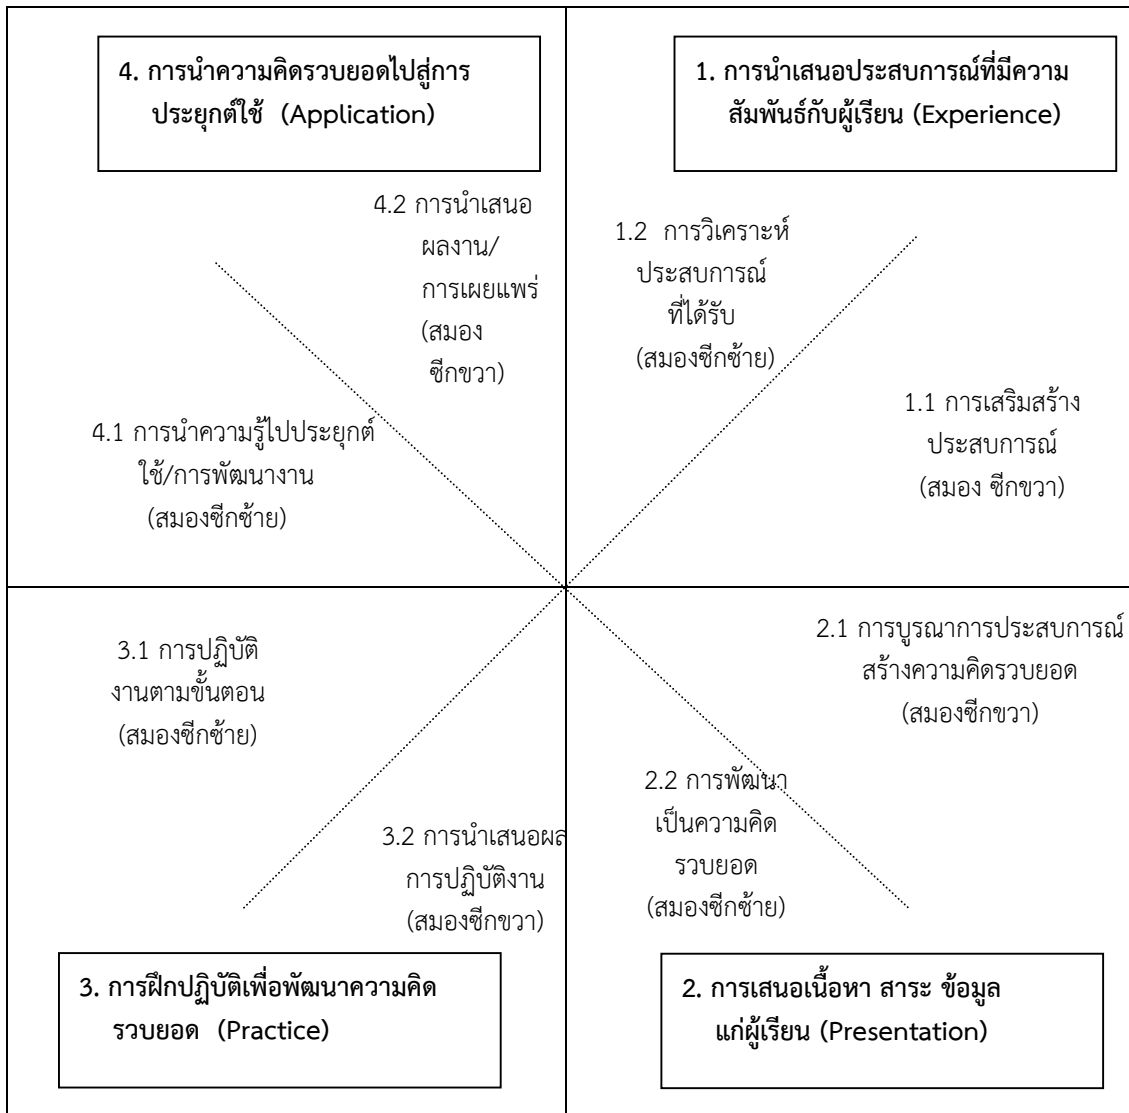 4. การนำความคิดรวบยอดไปสู่การ
ประยุกต์ใช้ (Application)
1. การนำเสนอประสบการณ์ที่มีความ
สัมพันธ์กับผู้เรียน (Experience)
4.2 การนำเสนอ
ผลงาน/
การเผยแพร่
(สมอง
ซีกขวา)
1.2 การวิเคราะห์
ประสบการณ์
ที่ได้รับ
(สมองซีกซ้าย)
1.1 การเสริมสร้าง
ประสบการณ์
(สมอง ซีกขวา)
4.1 การนำความรู้ไปประยุกต์
ใช้/การพัฒนางาน
(สมองซีกซ้าย)
3.1 การปฏิบัติ
งานตามขั้นตอน
(สมองซีกซ้าย)
2.1 การบูรณาการประสบการณ์
สร้างความคิดรวบยอด
(สมองซีกขวา)
3.2 การนำเสนอผล
การปฏิบัติงาน
(สมองซีกขวา)
2.2 การพัฒนา
เป็นความคิด
รวบยอด
(สมองซีกซ้าย)
3. การฝึกปฏิบัติเพื่อพัฒนาความคิด
รวบยอด (Practice)
2. การเสนอเนื้อหา สาระ ข้อมูล
แก่ผู้เรียน (Presentation)